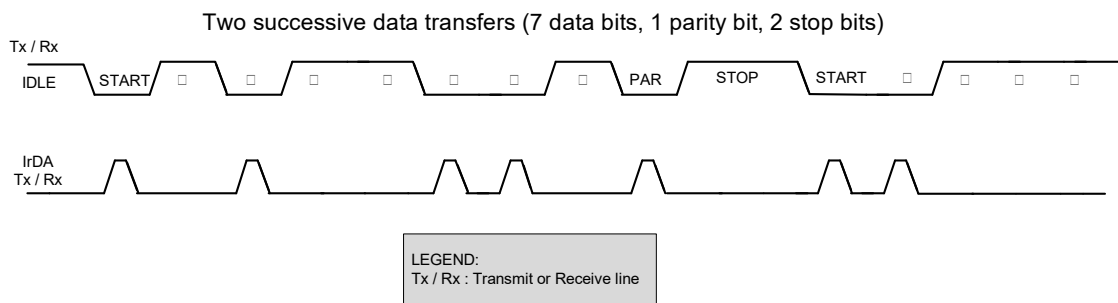 Two successive data transfers (7 data bits, 1 parity bit, 2 stop bits)
Tx / Rx
IDLE START PAR STOP START
IrDA
Tx / Rx
LEGEND:
Tx / Rx : Transmit or Receive line